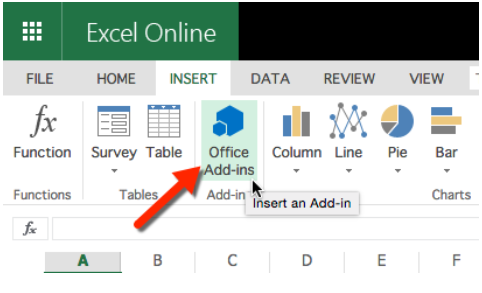 Excel Online
FILE HOME INSERT DATA REVIEW VIEW
fx
Function Survey Table Office Add-ins Column Line Pie Bar
Functions Tables Add-in Charts
Insert an Add-in
fx
A B C D E F